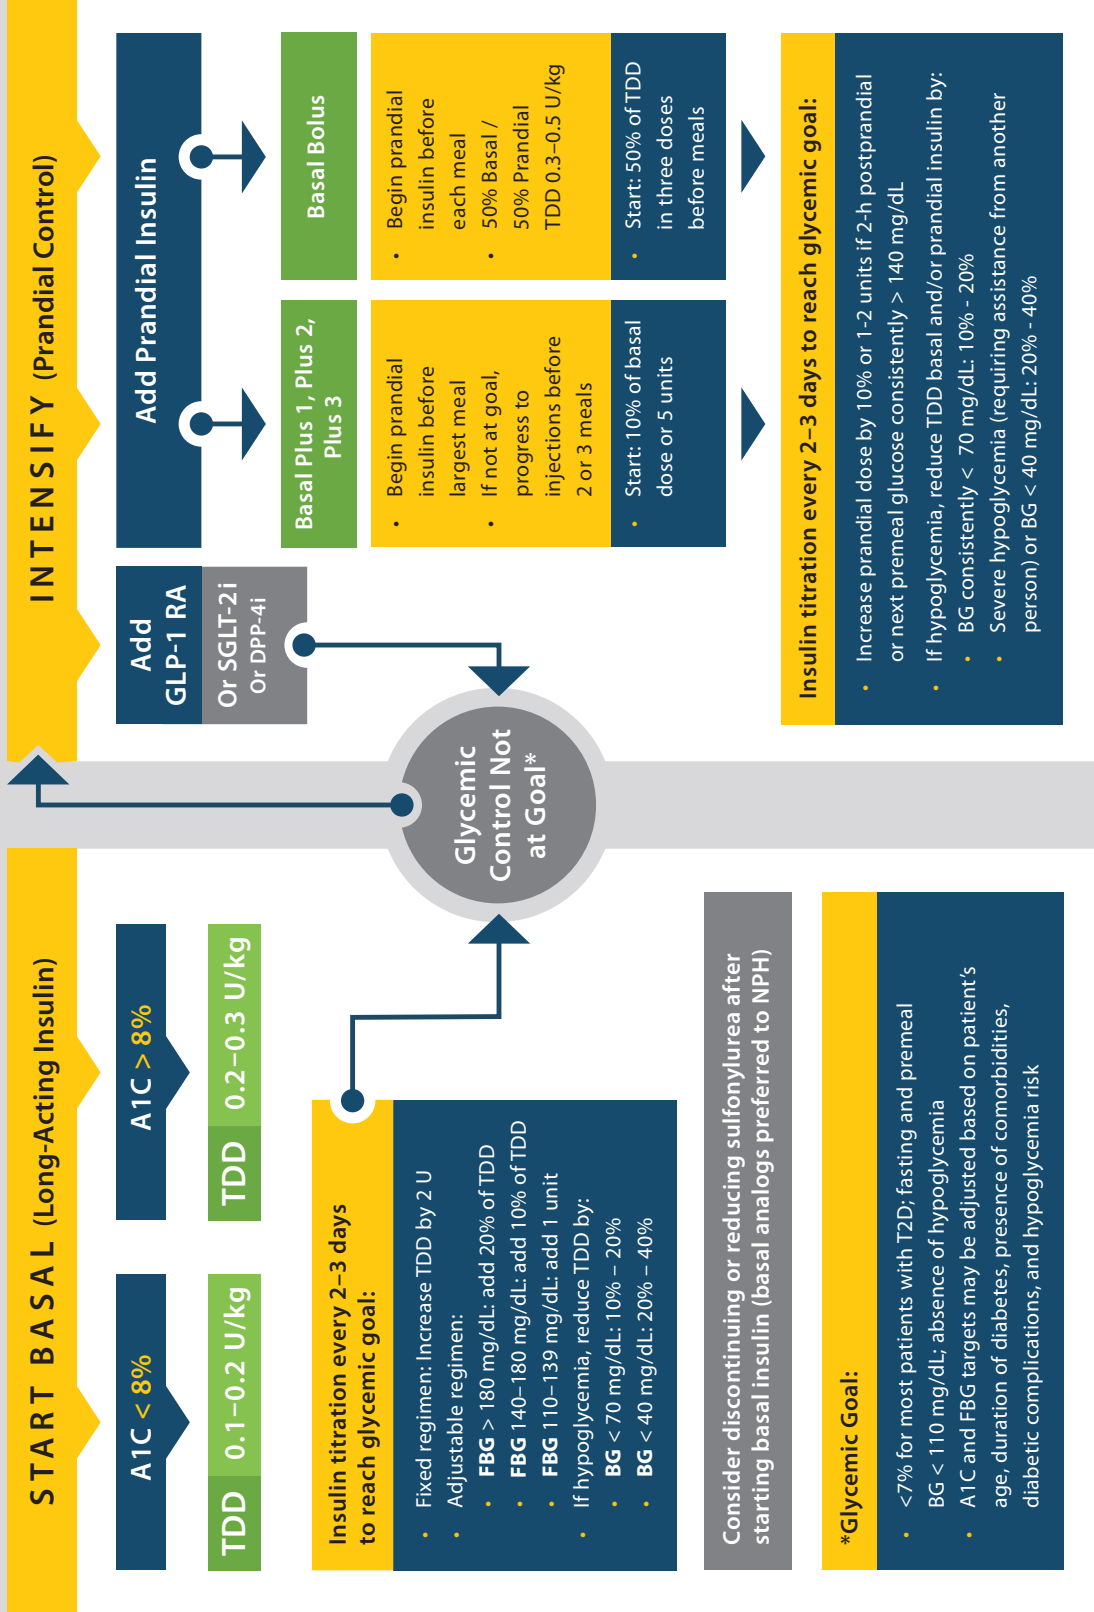 START BASAL (Long-Acting Insulin)
A1C < 8%
A1C > 8%
TDD 0.1–0.2 U/kg
TDD 0.2–0.3 U/kg
Insulin titration every 2–3 days
to reach glycemic goal:
• Fixed regimen: Increase TDD by 2 U
• Adjustable regimen:
• FBG > 180 mg/dL: add 20% of TDD
• FBG 140–180 mg/dL: add 10% of TDD
• FBG 110–139 mg/dL: add 1 unit
• If hypoglycemia, reduce TDD by:
• BG < 70 mg/dL: 10% – 20%
• BG < 40 mg/dL: 20% – 40%
Consider discontinuing or reducing sulfonylurea after
starting basal insulin (basal analogs preferred to NPH)
*Glycemic Goal:
• <7% for most patients with T2D; fasting and premeal
BG < 110 mg/dL; absence of hypoglycemia
• A1C and FBG targets may be adjusted based on patient's
age, duration of diabetes, presence of comorbidities,
diabetic complications, and hypoglycemia risk
Glycemic
Control Not
at Goal*
INTENSIFY (Prandial Control)
Add
GLP-1 RA
Or SGLT-2i
Or DPP-4i
Add Prandial Insulin
Basal Plus 1, Plus 2,
Plus 3
• Begin prandial
insulin before
largest meal
• If not at goal,
progress to
injections before
2 or 3 meals
• Start: 10% of basal
dose or 5 units
Basal Bolus
• Begin prandial
insulin before
each meal
• 50% Basal /
50% Prandial
TDD 0.3–0.5 U/kg
• Start: 50% of TDD
in three doses
before meals
Insulin titration every 2–3 days to reach glycemic goal:
• Increase prandial dose by 10% or 1-2 units if 2-h postprandial
or next premeal glucose consistently > 140 mg/dL
• If hypoglycemia, reduce TDD basal and/or prandial insulin by:
• BG consistently < 70 mg/dL: 10% - 20%
• Severe hypoglycemia (requiring assistance from another
person) or BG < 40 mg/dL: 20% - 40%